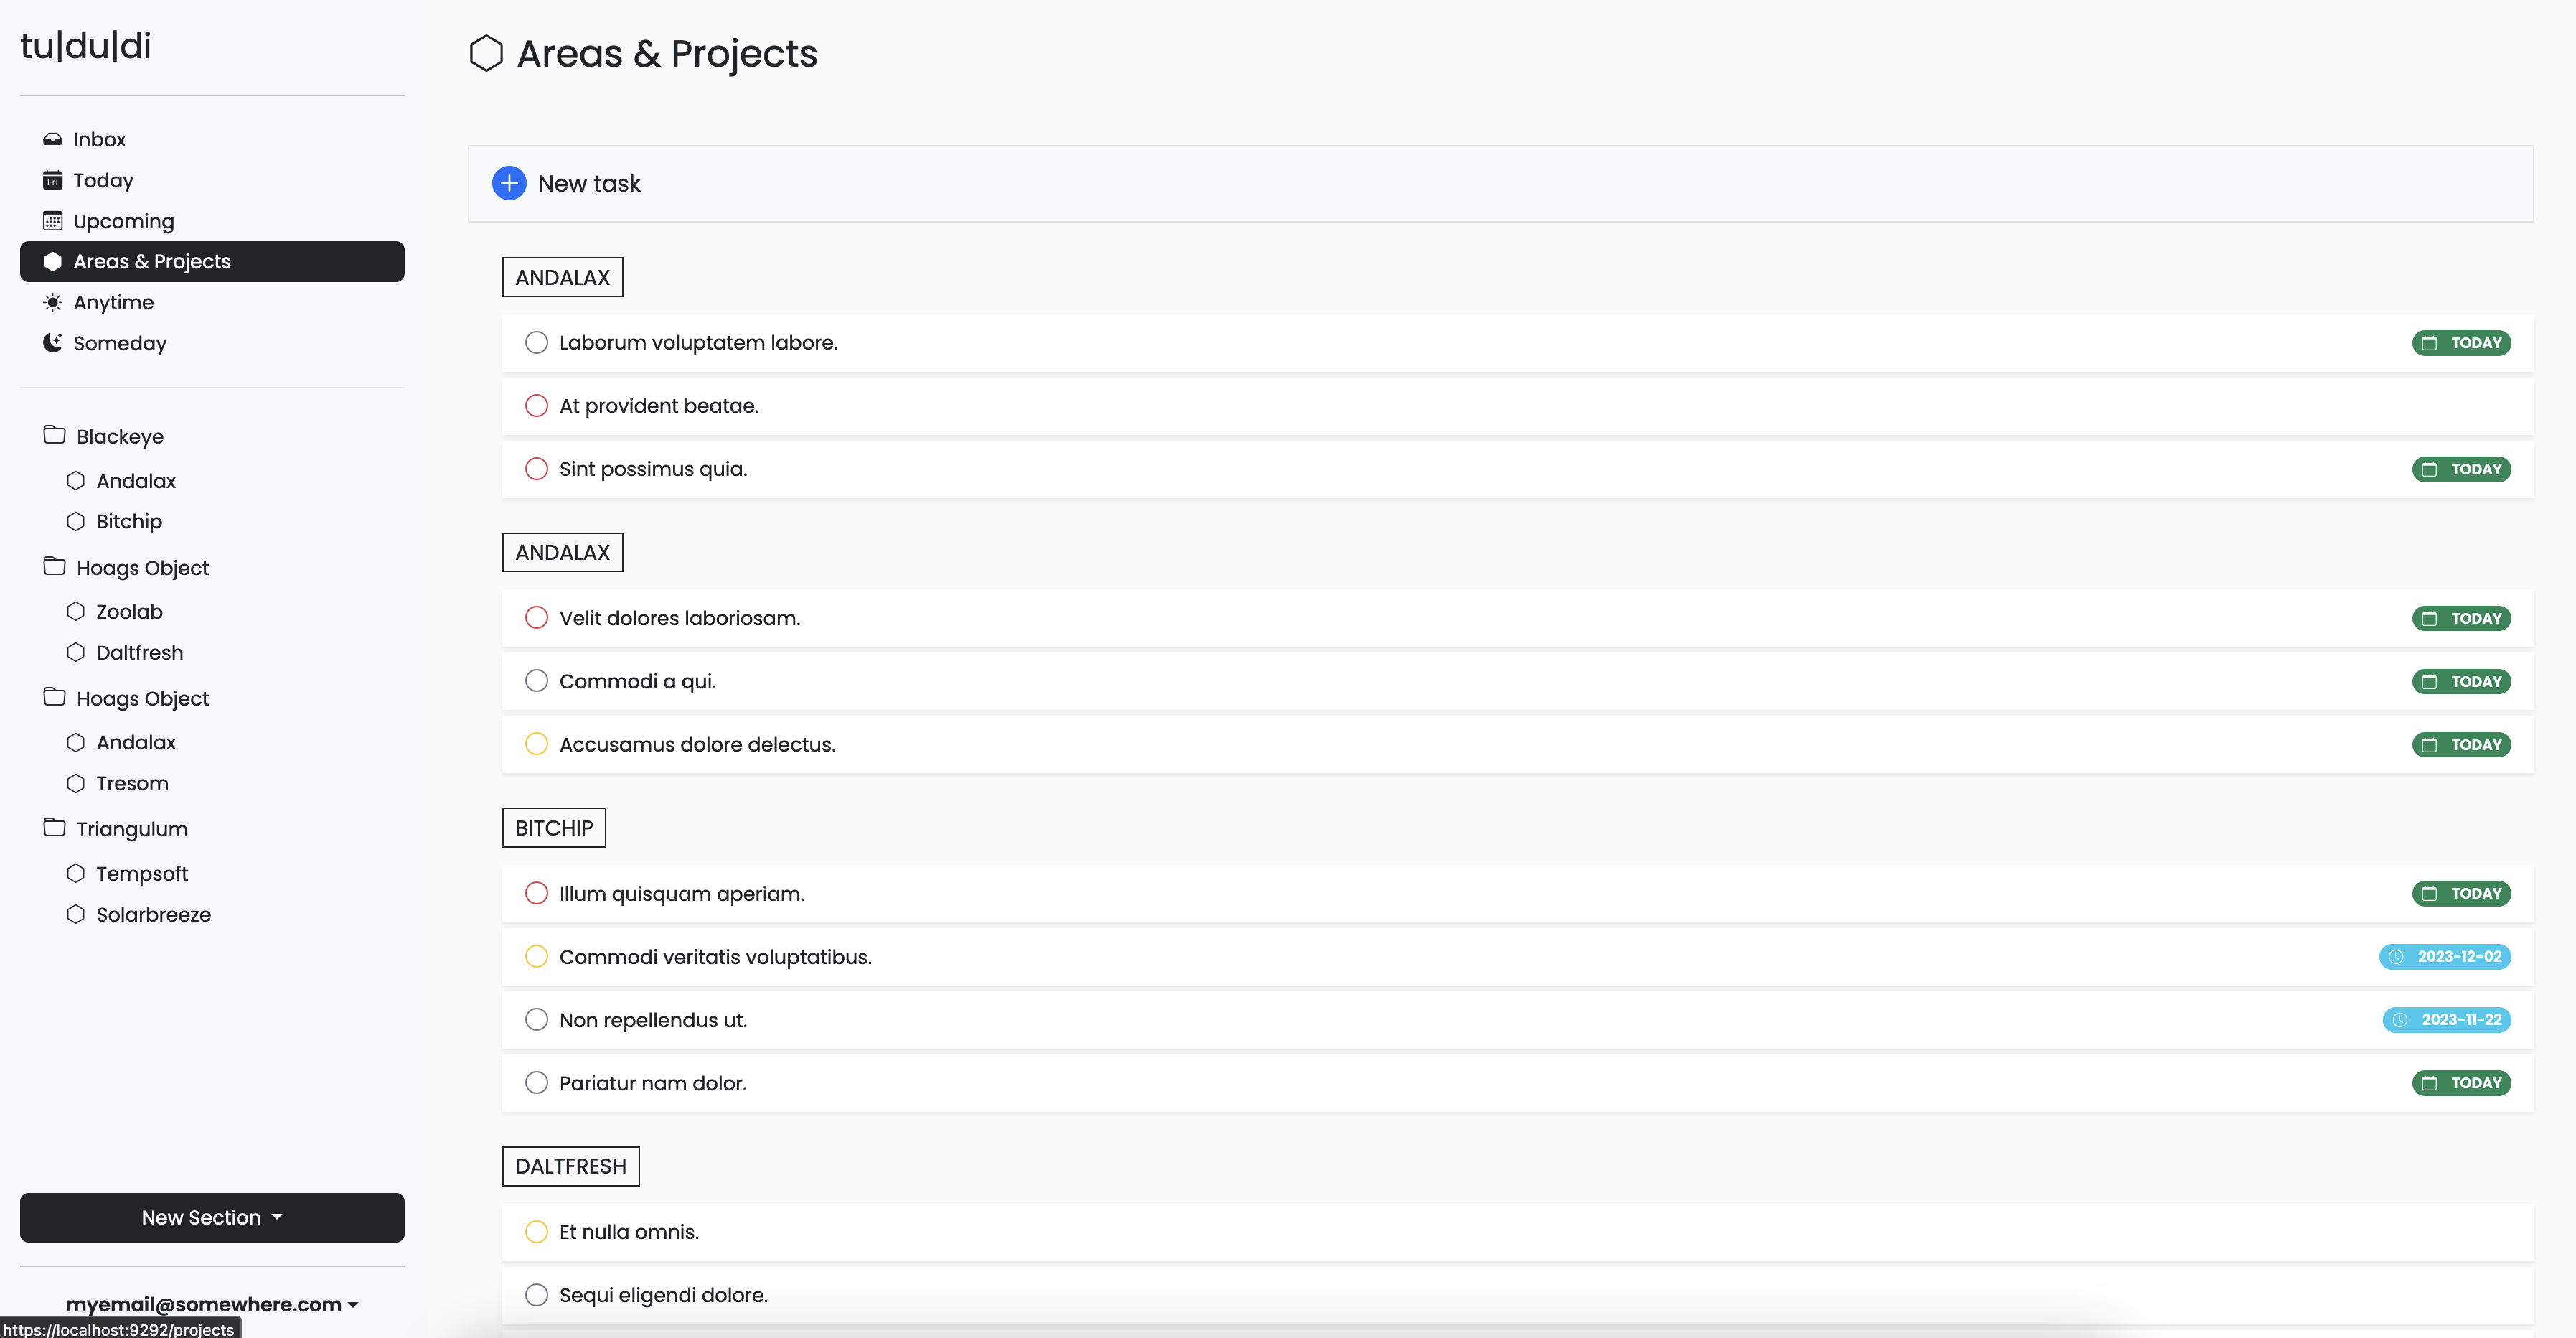 tu|du|di
Inbox
Fri Today
Upcoming
Areas & Projects
Anytime
Someday
Blackeye
Andalax
Bitchip
Hoags Object
Zoolab
Daltfresh
Hoags Object
Andalax
Tresom
Triangulum
Tempsoft
Solarbreeze
New Section
myemail@somewhere.com
https://localhost:9292/projects
Areas & Projects
New task
ANDALAX
Laborum voluptatem labore. TODAY
At provident beatae.
Sint possimus quia. TODAY
ANDALAX
Velit dolores laboriosam. TODAY
Commodi a qui. TODAY
Accusamus dolore delectus. TODAY
BITCHIP
Illum quisquam aperiam. TODAY
Commodi veritatis voluptatibus. 2023-12-02
Non repellendus ut. 2023-11-22
Pariatur nam dolor. TODAY
DALTFRESH
Et nulla omnis.
Sequi eligendi dolore.